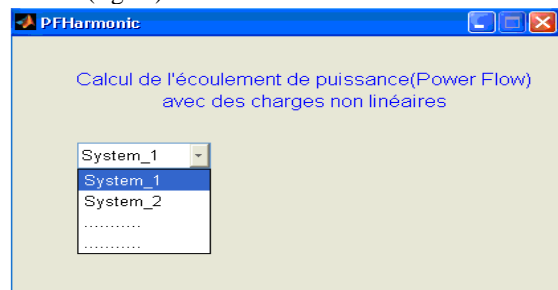 PFHarmonic
Calcul de l'écoulement de puissance(Power Flow)
avec des charges non linéaires
System_1
System_1
System_2
...........
...........